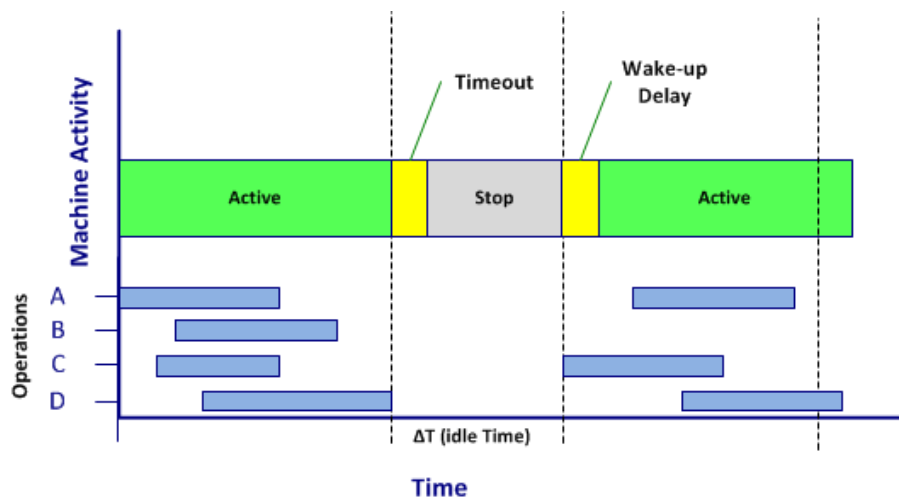 Machine Activity
Timeout
Wake-up
Delay
Active
Stop
Active
Operations
A
B
C
D
ΔT (idle Time)
Time